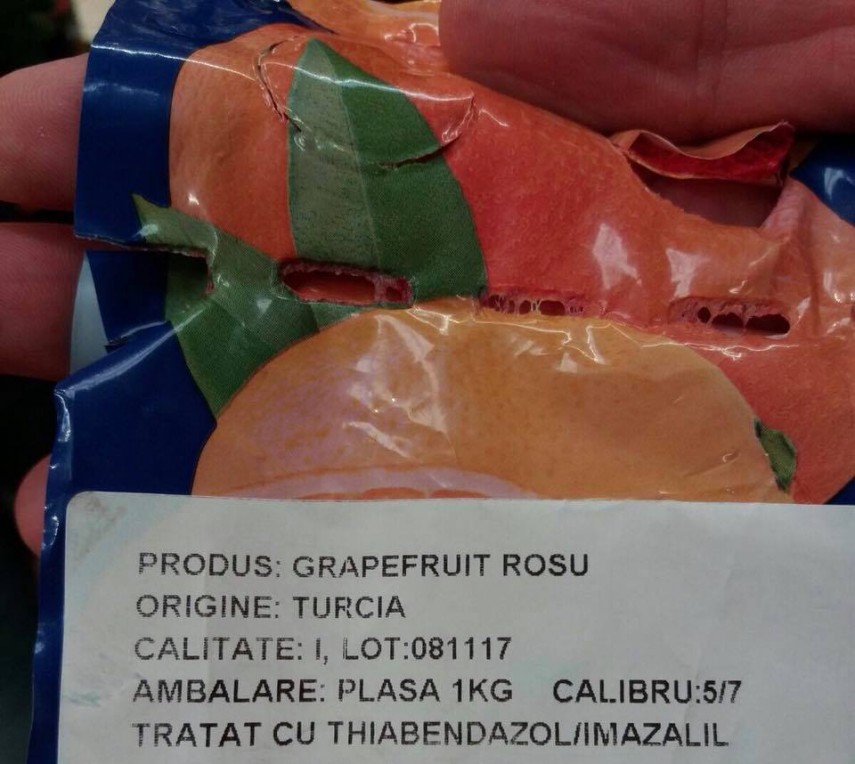 PRODUS: GRAPEFRUIT ROSU
ORIGINE: TURCIA
CALITATE: I, LOT:081117
AMBALARE: PLASA 1KG CALIBRU:5/7
TRATAT CU THIABENDAZOL/IMAZALIL